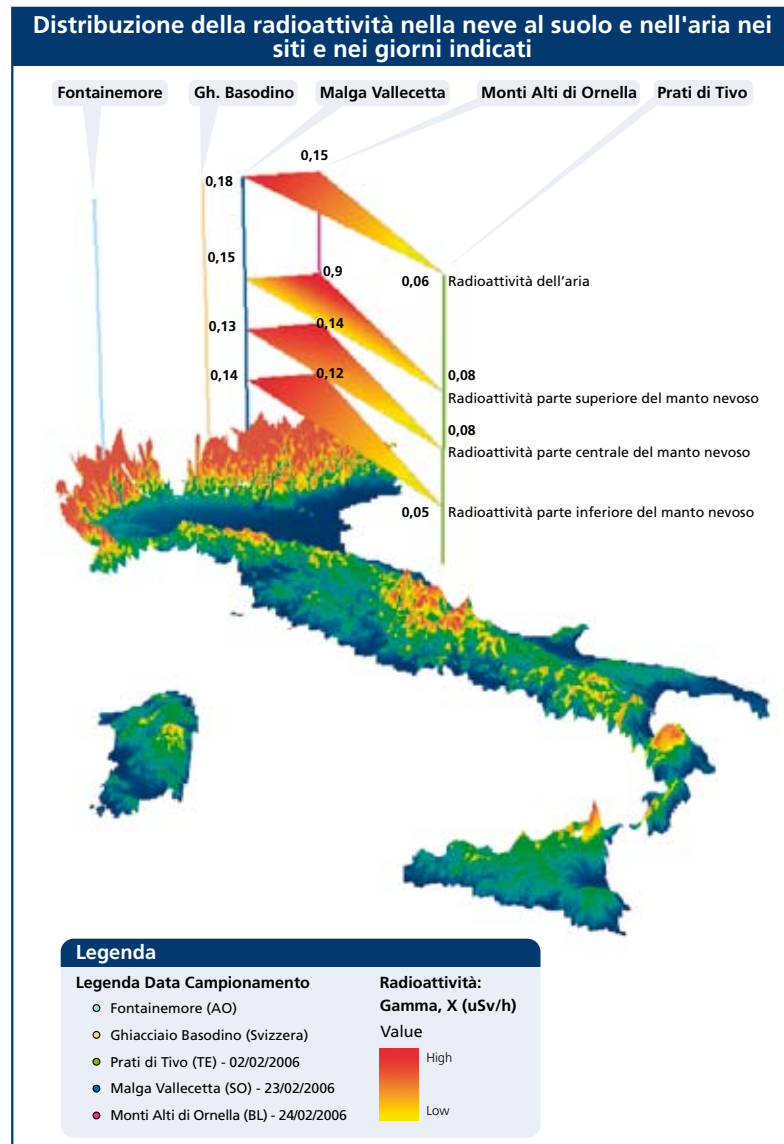 Distribuzione della radioattività nella neve al suolo e nell'aria nei
siti e nei giorni indicati
Fontainemore
Gh. Basodino
Malga Vallecetta
Monti Alti di Ornella
Prati di Tivo
0,15
0,18
0,15
0,9
0,06
Radioattività dell'aria
0,13
0,14
0,14
0,12
0,08
Radioattività parte superiore del manto nevoso
0,08
Radioattività parte centrale del manto nevoso
0,05
Radioattività parte inferiore del manto nevoso
Legenda
Legenda Data Campionamento
Fontainemore (AO)
Ghiacciaio Basodino (Svizzera)
Prati di Tivo (TE) - 02/02/2006
Malga Vallecetta (SO) - 23/02/2006
Monti Alti di Ornella (BL) - 24/02/2006
Radioattività:
Gamma, X (uSv/h)
Value
High
Low